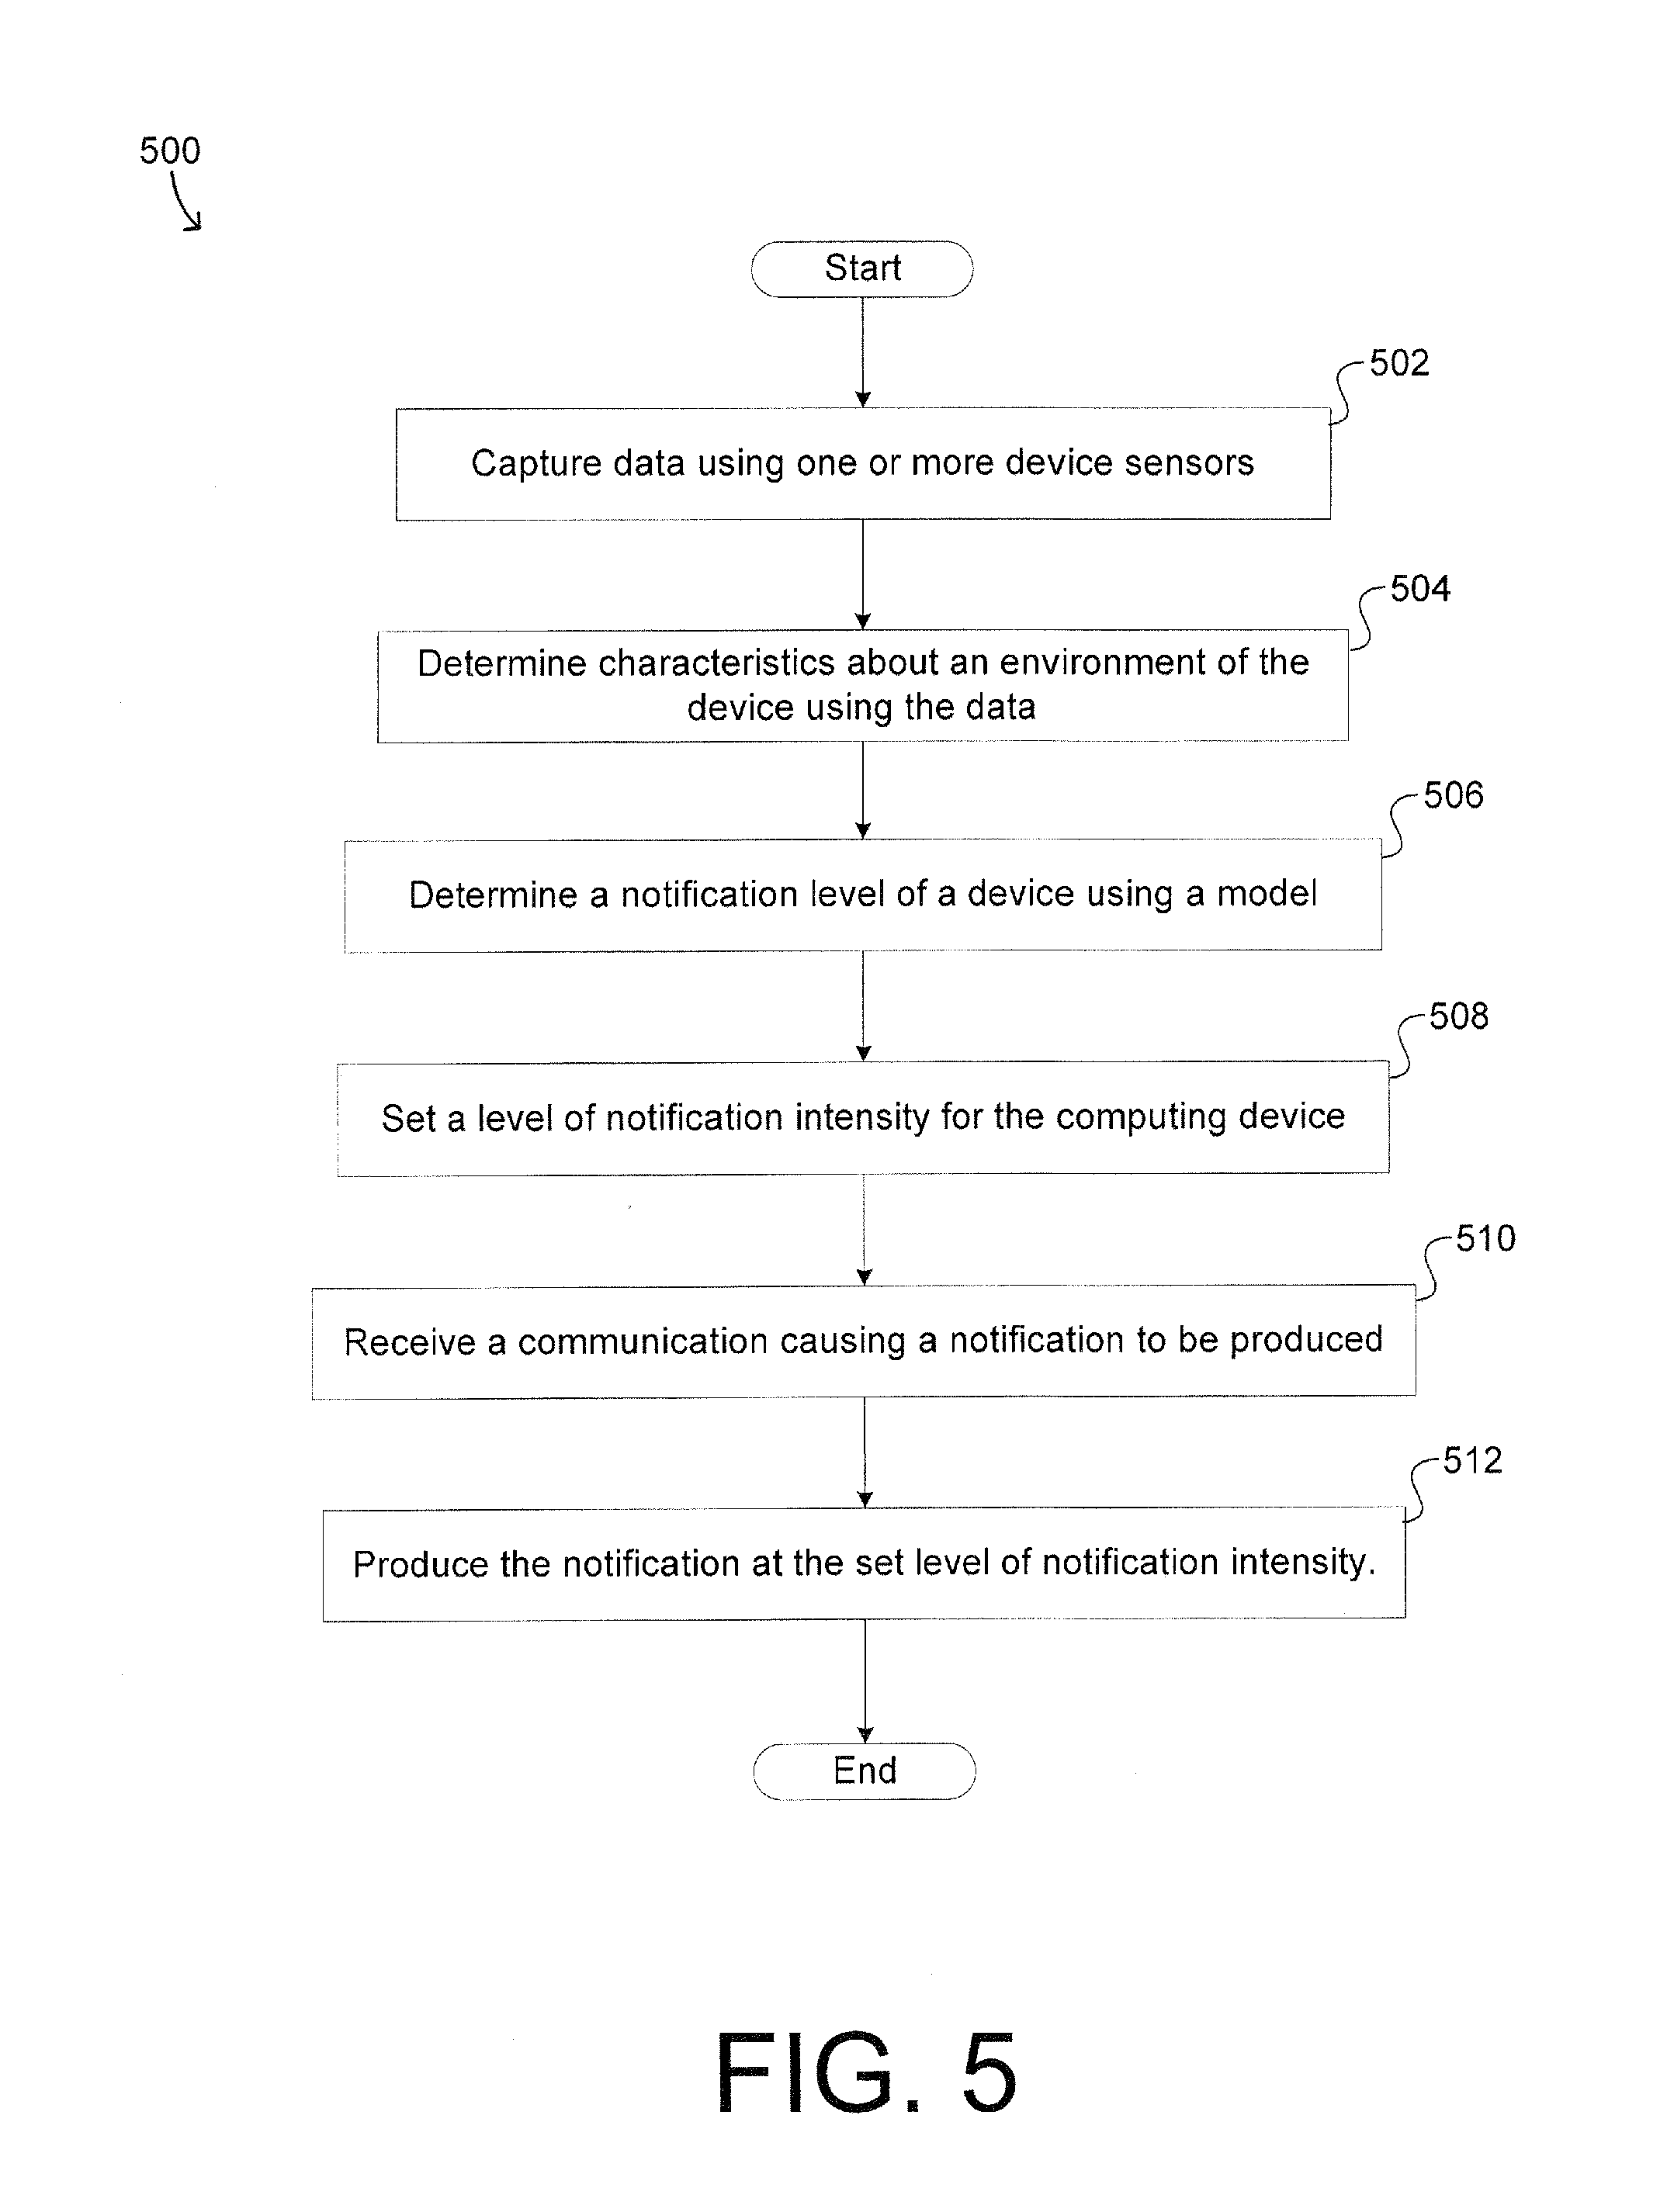 500
Start
502
Capture data using one or more device sensors
504
Determine characteristics about an environment of the
device using the data
506
Determine a notification level of a device using a model
508
Set a level of notification intensity for the computing device
510
Receive a communication causing a notification to be produced
512
Produce the notification at the set level of notification intensity.
End
FIG. 5